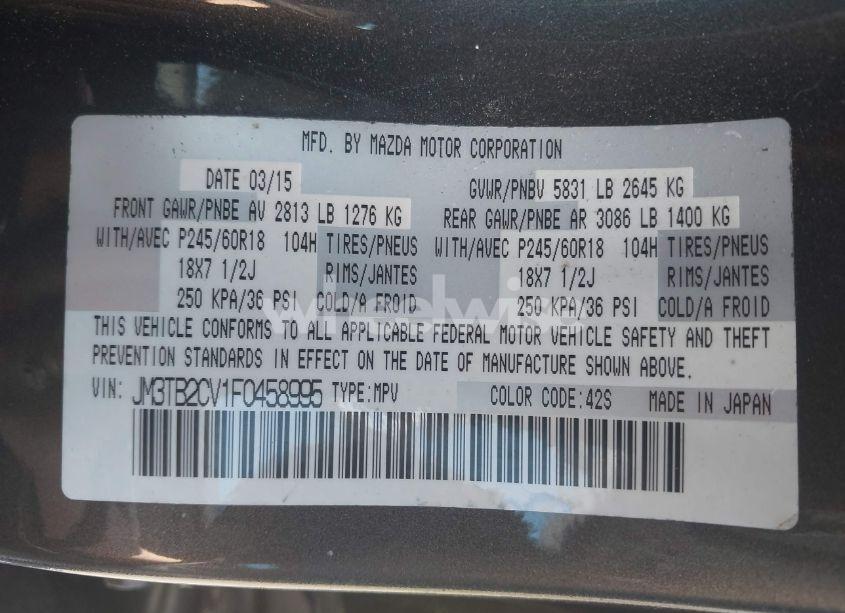 MFD. BY MAZDA MOTOR CORPORATION
DATE 03/15 GVWR/PNBV 5831 LB 2645 KG
FRONT GAWR/PNBE AV 2813 LB 1276 KG REAR GAWR/PNBE AR 3086 LB 1400 KG
WITH/AVEC P245/60R18 104H TIRES/PNEUS WITH/AVEC P245/60R18 104H TIRES/PNEUS
18X7 1/2J RIMS/JANTES 18X7 1/2J RIMS/JANTES
250 KPA/36 PSI COLD/A FROID 250 KPA/36 PSI COLD/A FROID
wheelwix
THIS VEHICLE CONFORMS TO ALL APPLICABLE FEDERAL MOTOR VEHICLE SAFETY AND THEFT
PREVENTION STANDARDS IN EFFECT ON THE DATE OF MANUFACTURE SHOWN ABOVE.
VIN: JM3TB2CV1F0458995 TYPE:MPV COLOR CODE:42S MADE IN JAPAN